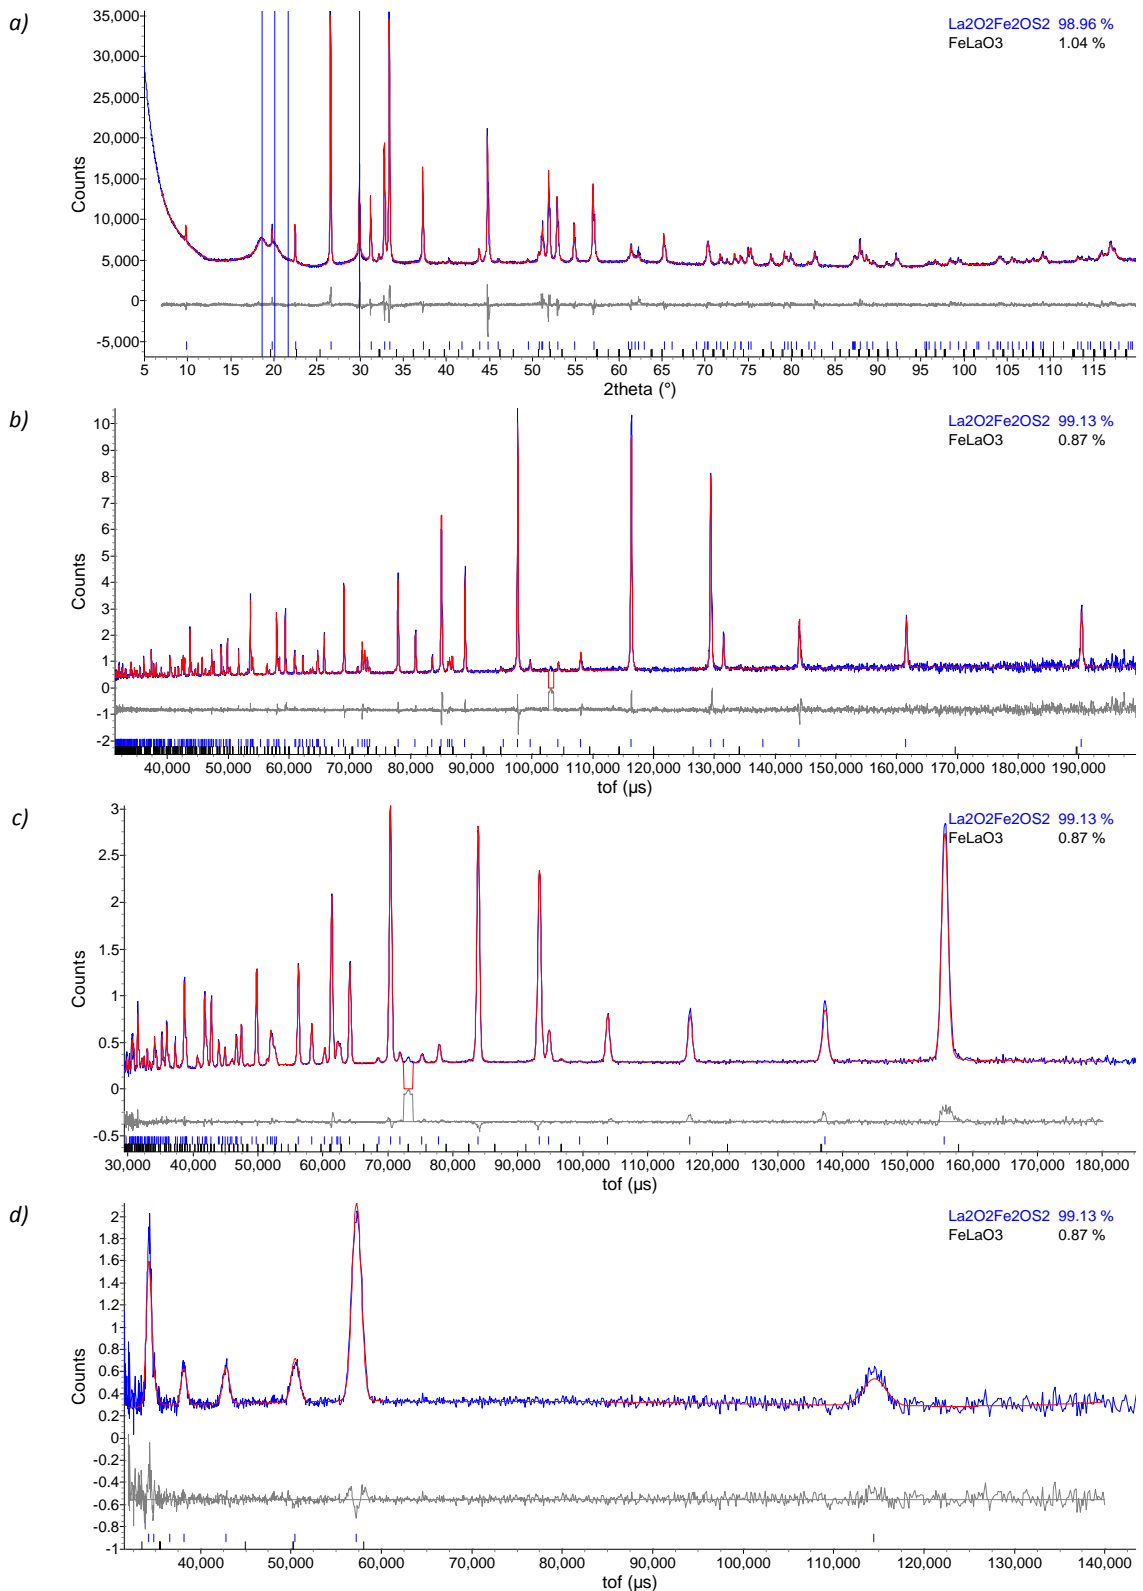 a)
35,000
30,000
25,000
20,000
15,000
10,000
5,000
0
-5,000
Counts
La2O2Fe2OS2 98.96 %
FeLaO3 1.04 %
5 10 15 20 25 30 35 40 45 50 55 60 65 70 75 80 85 90 95 100 105 110 115
2theta (°)
b)
10
9
8
7
6
5
4
3
2
1
0
-1
-2
Counts
La2O2Fe2OS2 99.13 %
FeLaO3 0.87 %
40,000 50,000 60,000 70,000 80,000 90,000 100,000 110,000 120,000 130,000 140,000 150,000 160,000 170,000 180,000 190,000
tof (µs)
c)
3
2.5
2
1.5
1
0.5
0
-0.5
Counts
La2O2Fe2OS2 99.13 %
FeLaO3 0.87 %
30,000 40,000 50,000 60,000 70,000 80,000 90,000 100,000 110,000 120,000 130,000 140,000 150,000 160,000 170,000 180,000
tof (µs)
d)
2
1.8
1.6
1.4
1.2
1
0.8
0.6
0.4
0.2
0
-0.2
-0.4
-0.6
-0.8
-1
Counts
La2O2Fe2OS2 99.13 %
FeLaO3 0.87 %
40,000 50,000 60,000 70,000 80,000 90,000 100,000 110,000 120,000 130,000 140,000
tof (µs)